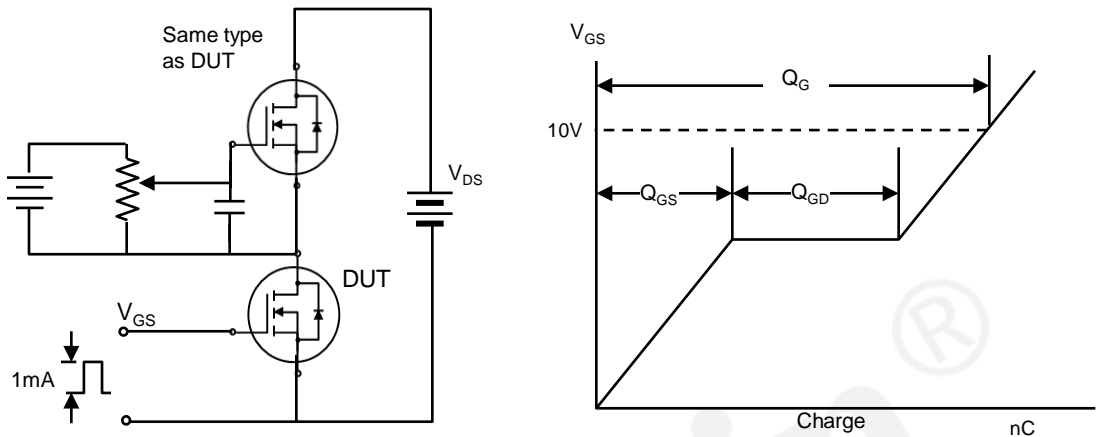 Same type
as DUT
V_DS
DUT
V_GS
1mA
V_GS
Q_G
10V
Q_GS
Q_GD
Charge
nC
®